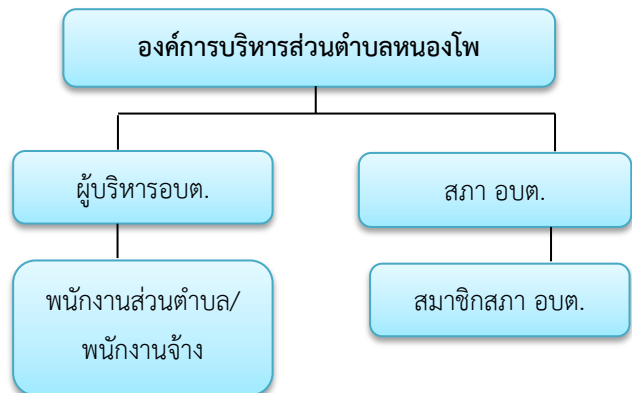 องค์การบริหารส่วนตำบลหนองโพ
ผู้บริหารอบต.
สภา อบต.
พนักงานส่วนตำบล/
พนักงานจ้าง
สมาชิกสภา อบต.